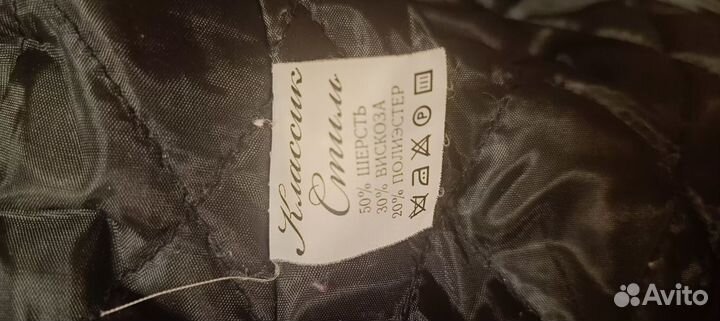 Классик
Стиль
50% ШЕРСТЬ
30% ВИСКОЗА
20% ПОЛИЭСТЕР
P
Avito